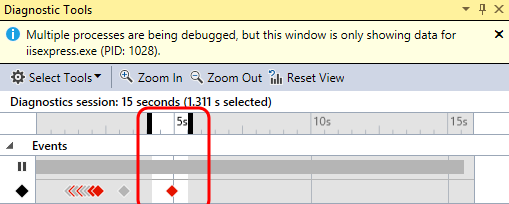 Diagnostic Tools
Multiple processes are being debugged, but this window is only showing data for
iisexpress.exe (PID: 1028).
Select Tools Zoom In Zoom Out Reset View
Diagnostics session: 15 seconds (1.311 s selected)
5s 10s 15s
Events